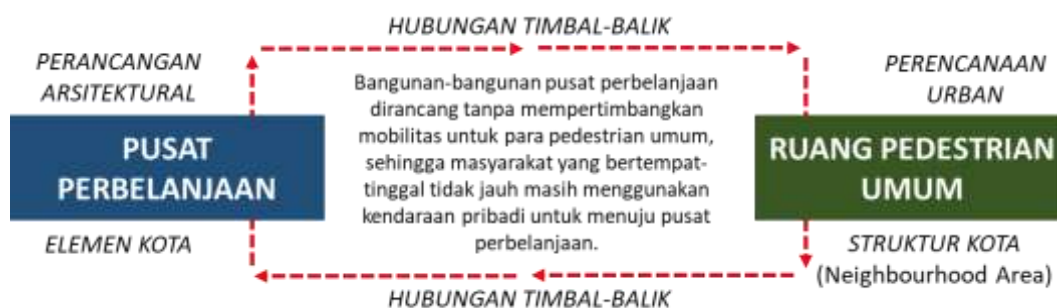 HUBUNGAN TIMBAL-BALIK
PERANCANGAN
ARSITEKTURAL
PUSAT
PERBELANJAAN
ELEMEN KOTA
Bangunan-bangunan pusat perbelanjaan
dirancang tanpa mempertimbangkan
mobilitas untuk para pedestrian umum,
sehingga masyarakat yang bertempat-
tinggal tidak jauh masih menggunakan
kendaraan pribadi untuk menuju pusat
perbelanjaan.
PERENCANAAN
URBAN
RUANG PEDESTRIAN
UMUM
STRUKTUR KOTA
(Neighbourhood Area)
HUBUNGAN TIMBAL-BALIK